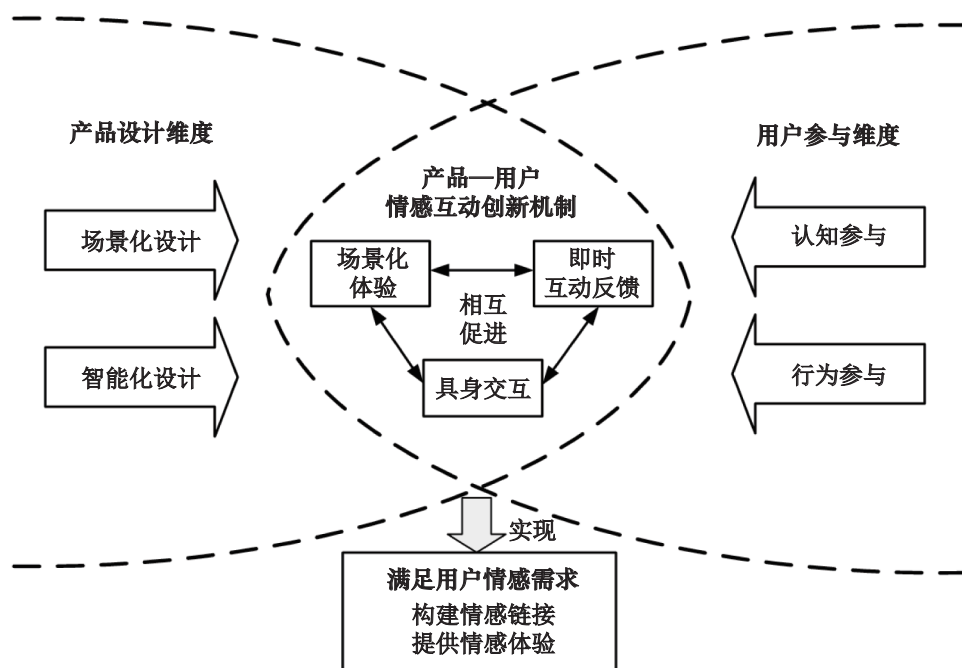 产品设计维度
用户参与维度
产品—用户
情感互动创新机制
场景化设计
认知参与
场景化
体验
即时
互动反馈
相互
促进
智能化设计
行为参与
具身交互
实现
满足用户情感需求
构建情感链接
提供情感体验